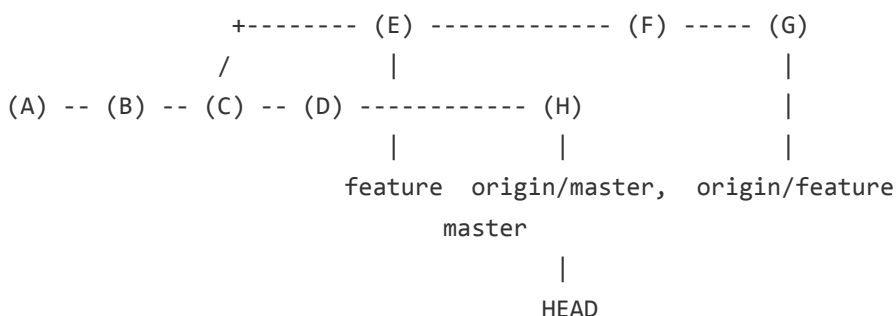 +-------- (E) ------------- (F) ----- (G)
/ | |
(A) -- (B) -- (C) -- (D) ------------ (H) |
| | |
feature origin/master, origin/feature
master
|
HEAD